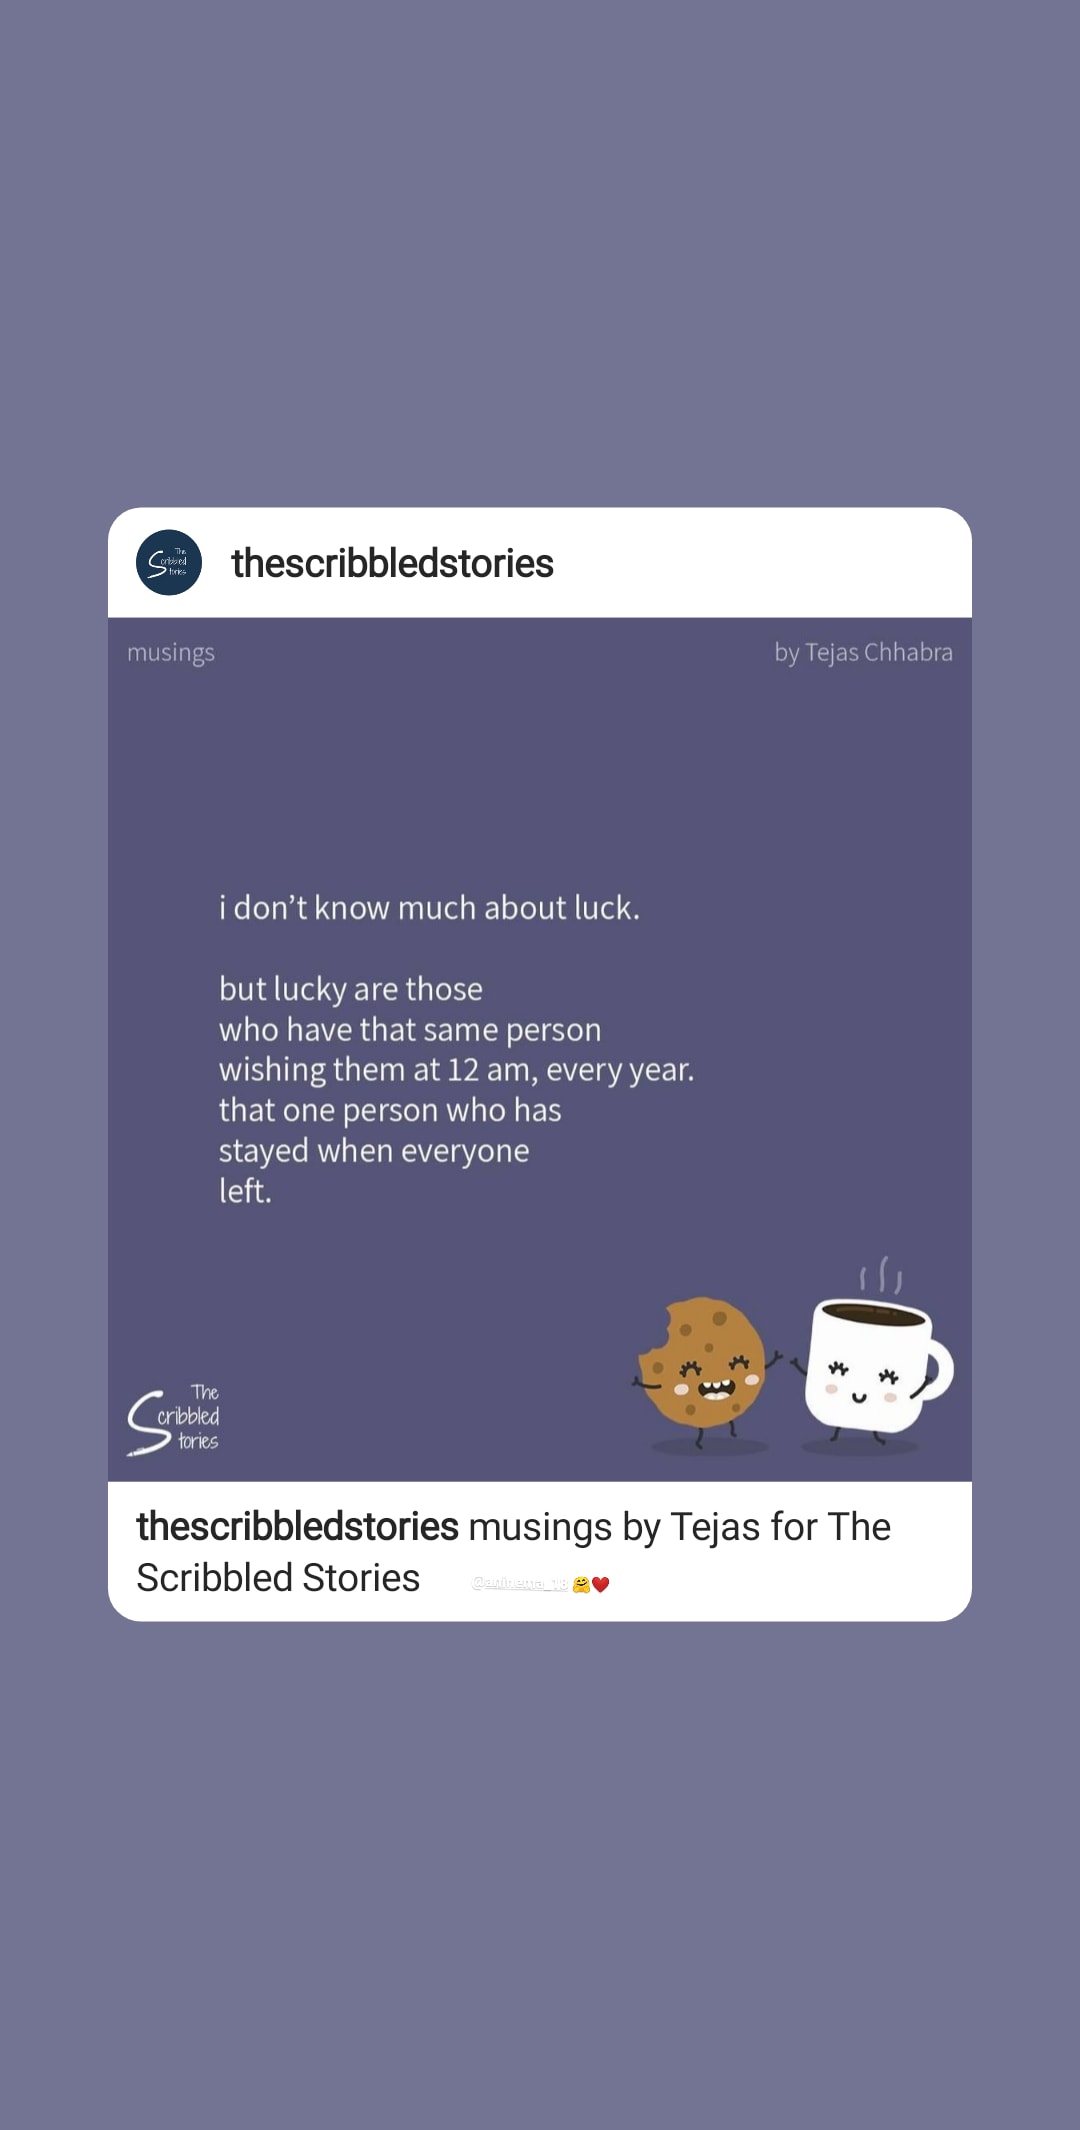 The
Scribbled
Stories
thescribbledstories
musings
by Tejas Chhabra
i don’t know much about luck.
but lucky are those
who have that same person
wishing them at 12 am, every year.
that one person who has
stayed when everyone
left.
The
Scribbled
Stories
thescribbledstories musings by Tejas for The
Scribbled Stories 🤗❤️